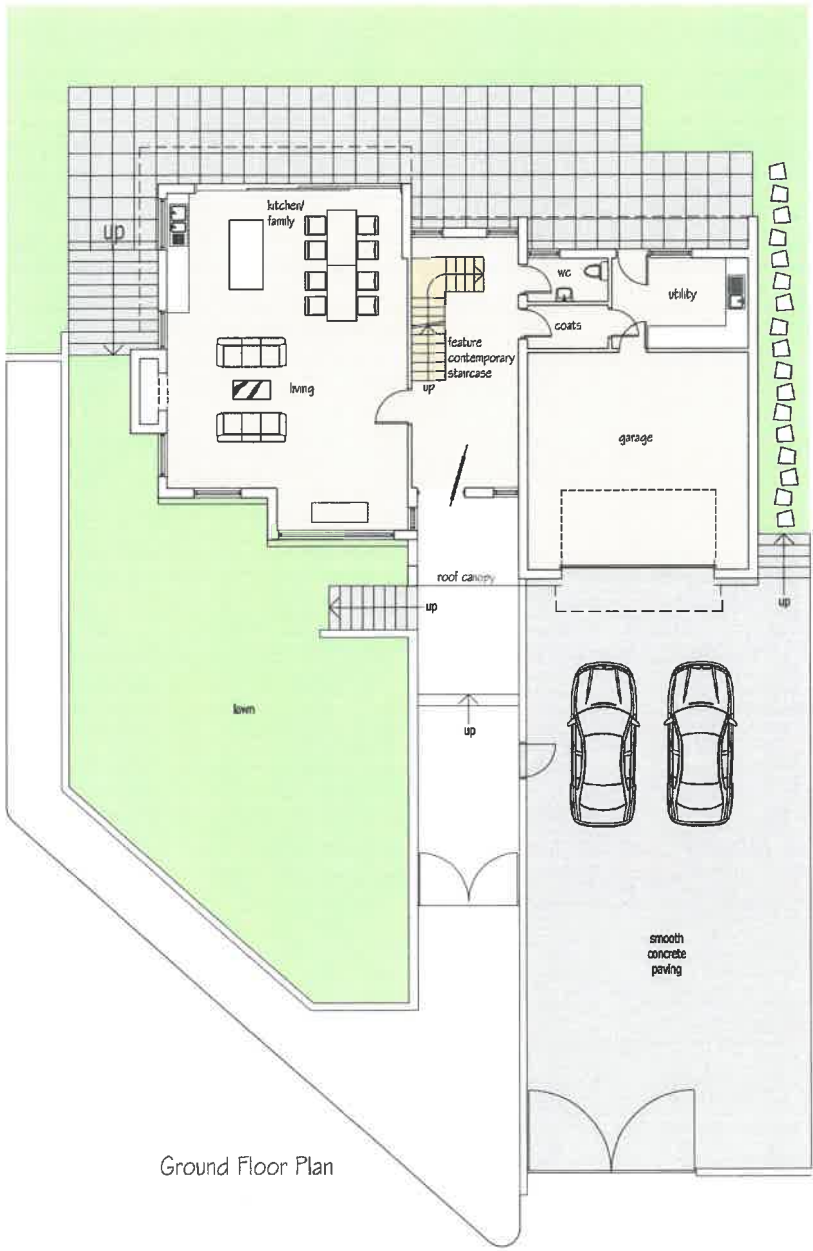 up
kitchen/
family
wc
utility
coats
feature
contemporary
staircase
up
living
garage
roof canopy
up
up
lawn
up
smooth
concrete
paving
Ground Floor Plan